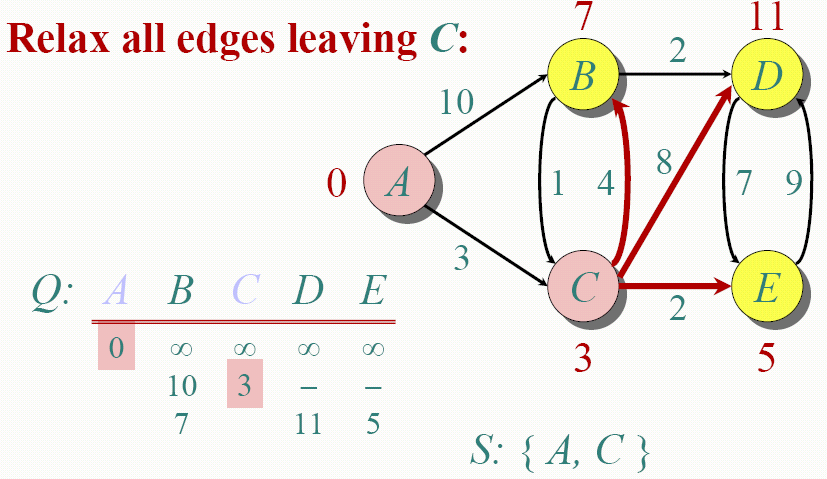 Relax all edges leaving C:
7
11
B
2
D
10
0
A
1
4
8
7
9
3
C
2
E
3
5
Q: A B C D E
0 ∞ ∞ ∞ ∞
10 3 – –
7 11 5
S: { A, C }